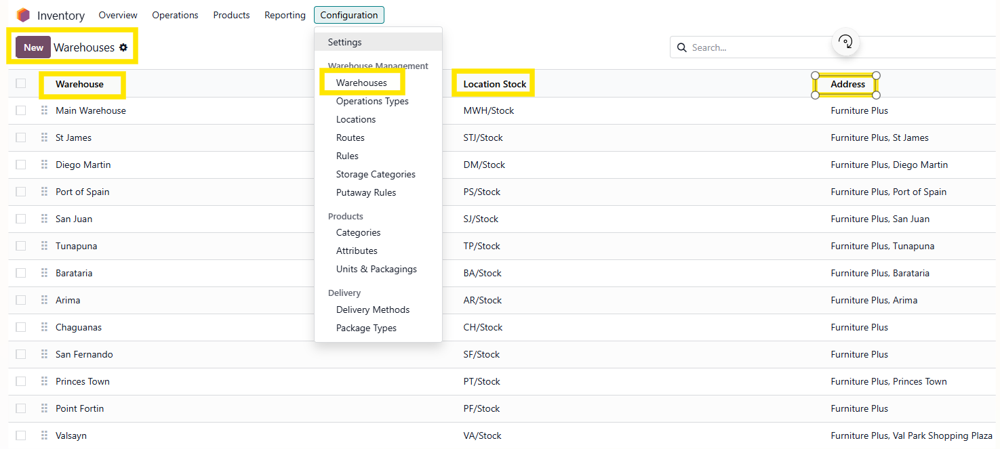 Inventory Overview Operations Products Reporting Configuration
New Warehouses
Search...
Settings
Warehouse Management
Warehouses
Operations Types
Locations
Routes
Rules
Storage Categories
Putaway Rules
Products
Categories
Attributes
Units & Packagings
Delivery
Delivery Methods
Package Types
Warehouse Location Stock Address
Main Warehouse MWH/Stock Furniture Plus
St James STJ/Stock Furniture Plus, St James
Diego Martin DM/Stock Furniture Plus, Diego Martin
Port of Spain PS/Stock Furniture Plus, Port of Spain
San Juan SJ/Stock Furniture Plus, San Juan
Tunapuna TP/Stock Furniture Plus, Tunapuna
Barataria BA/Stock Furniture Plus, Barataria
Arima AR/Stock Furniture Plus, Arima
Chaguanas CH/Stock Furniture Plus
San Fernando SF/Stock Furniture Plus
Princes Town PT/Stock Furniture Plus, Princes Town
Point Fortin PF/Stock Furniture Plus
Valsayn VA/Stock Furniture Plus, Val Park Shopping Plaza